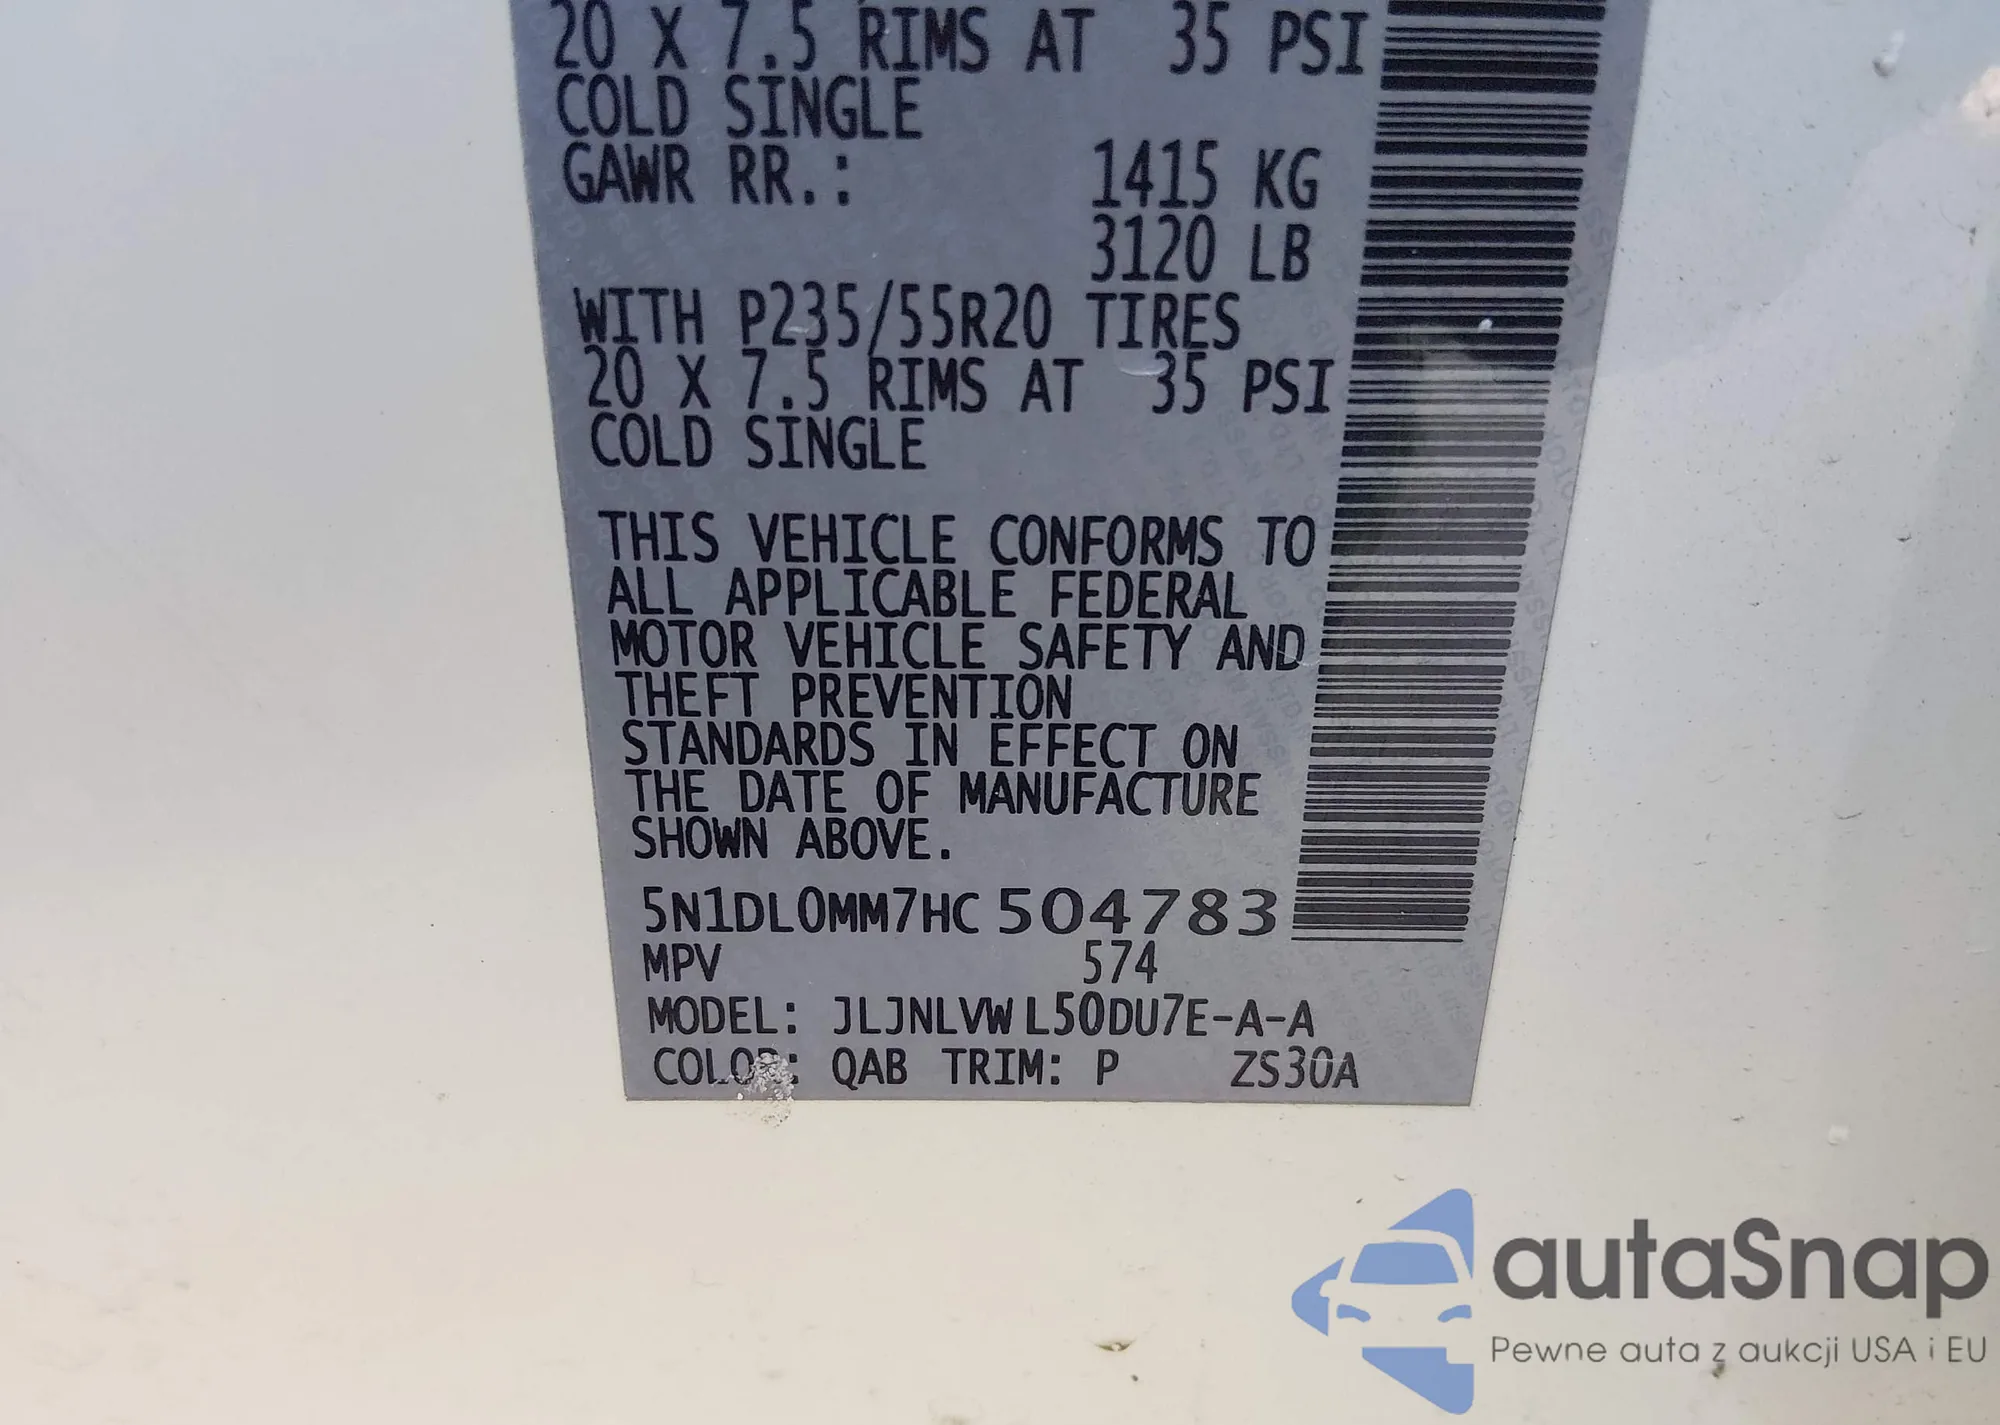 20 X 7.5 RIMS AT 35 PSI
COLD SINGLE
GAWR RR.: 1415 KG
3120 LB
WITH P235/55R20 TIRES
20 X 7.5 RIMS AT 35 PSI
COLD SINGLE
THIS VEHICLE CONFORMS TO
ALL APPLICABLE FEDERAL
MOTOR VEHICLE SAFETY AND
THEFT PREVENTION
STANDARDS IN EFFECT ON
THE DATE OF MANUFACTURE
SHOWN ABOVE.
5N1DL0MM7HC504783
MPV 574
MODEL: JLJNLVWL50DU7E-A-A
COLOR: QAB TRIM: P ZS30A
autaSnap
Pewne auta z aukcji USA i EU